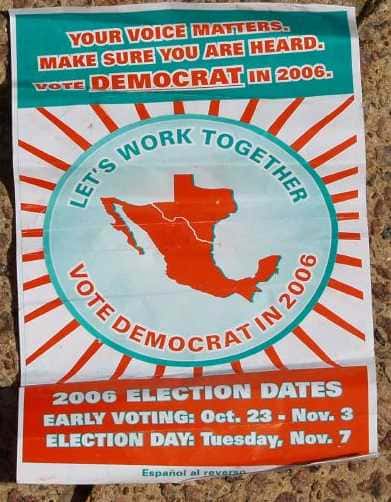 YOUR VOICE MATTERS.
MAKE SURE YOU ARE HEARD.
VOTE DEMOCRAT IN 2006.
LET'S WORK TOGETHER
VOTE DEMOCRAT IN 2006
2006 ELECTION DATES
EARLY VOTING: Oct. 23 - Nov. 3
ELECTION DAY: Tuesday, Nov. 7
Español al reverso